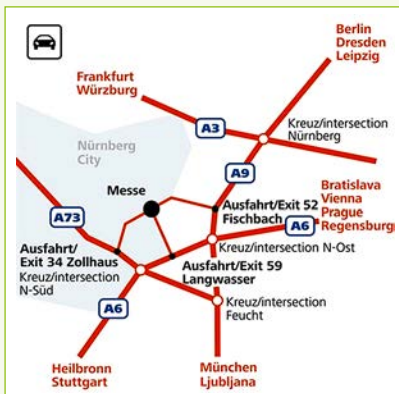 Berlin
Dresden
Leipzig
Frankfurt
Würzburg
A3
Kreuz/intersection
Nürnberg
Nürnberg
City
A9
Messe
Ausfahrt/Exit 52
Fischbach
Bratislava
Vienna
Prague
Regensburg
A73
A6
Ausfahrt/
Exit 34 Zollhaus
Kreuz/intersection
N-Süd
Kreuz/intersection N-Ost
Ausfahrt/Exit 59
Langwasser
A6
Kreuz/intersection
Feucht
Heilbronn
Stuttgart
München
Ljubljana